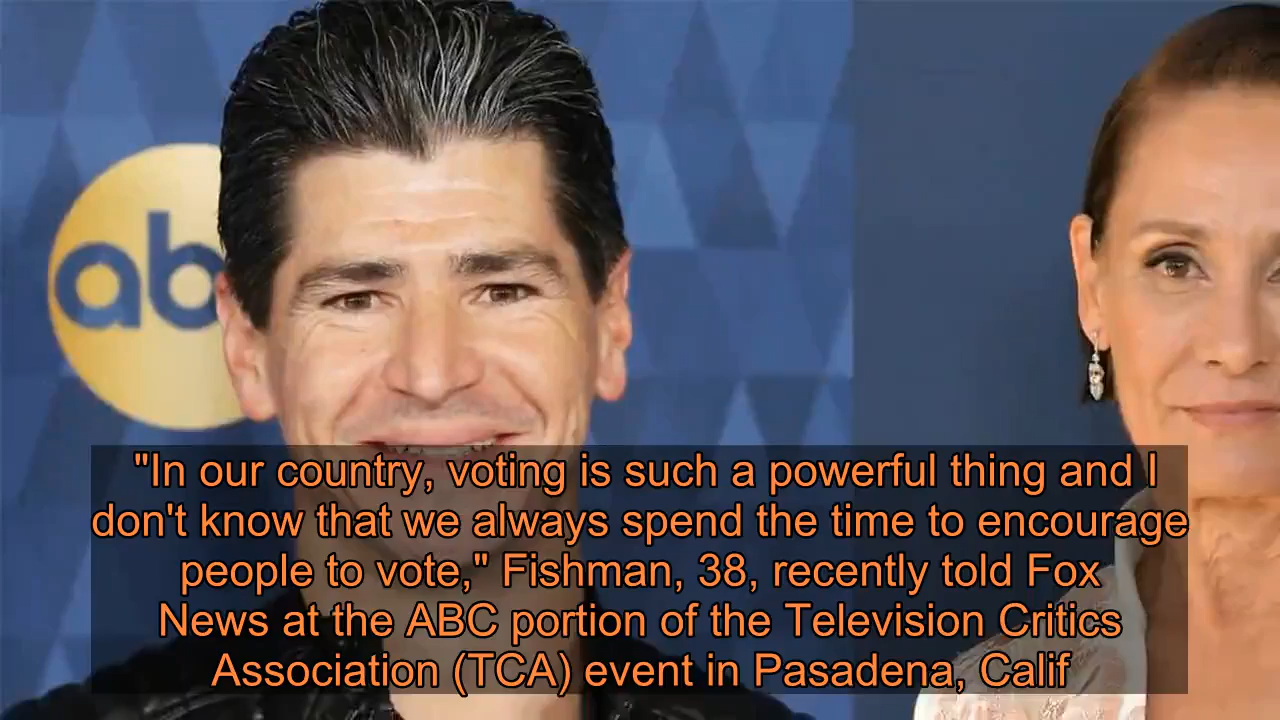 ab
"In our country, voting is such a powerful thing and I
don't know that we always spend the time to encourage
people to vote," Fishman, 38, recently told Fox
News at the ABC portion of the Television Critics
Association (TCA) event in Pasadena, Calif